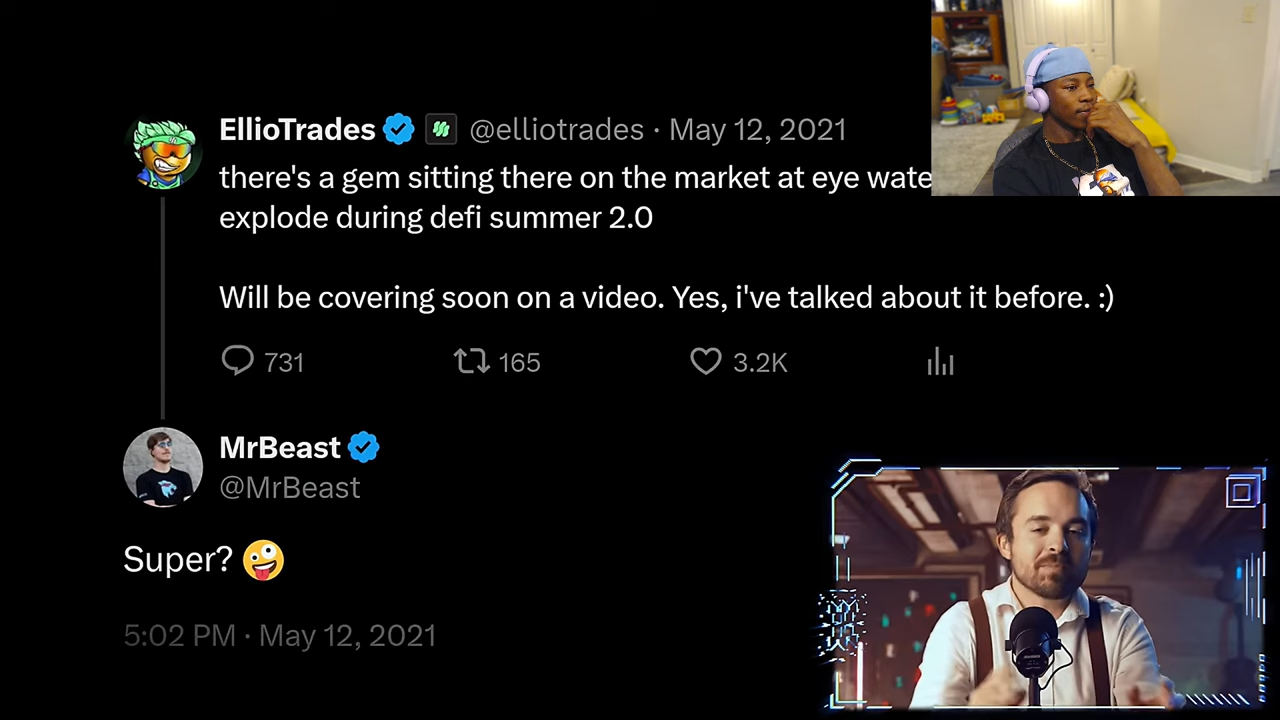 EllioTrades @elliotrades · May 12, 2021
there's a gem sitting there on the market at eye
explode during defi summer 2.0
Will be covering soon on a video. Yes, i've talked about it before. :)
731 165 3.2K
MrBeast
@MrBeast
Super? 🤪
5:02 PM · May 12, 2021